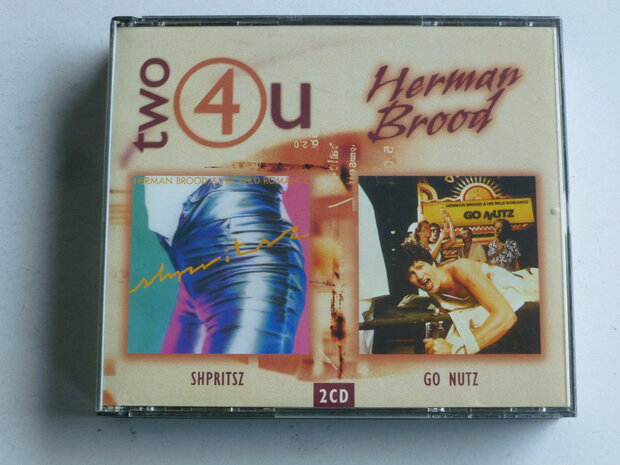 two 4 u
Herman
Brood
HERMAN BROOD & HIS WILD ROMANCE
shpritsz
HERMAN BROOD & HIS WILD ROMANCE
GO NUTZ
SHPRITSZ
GO NUTZ
2CD